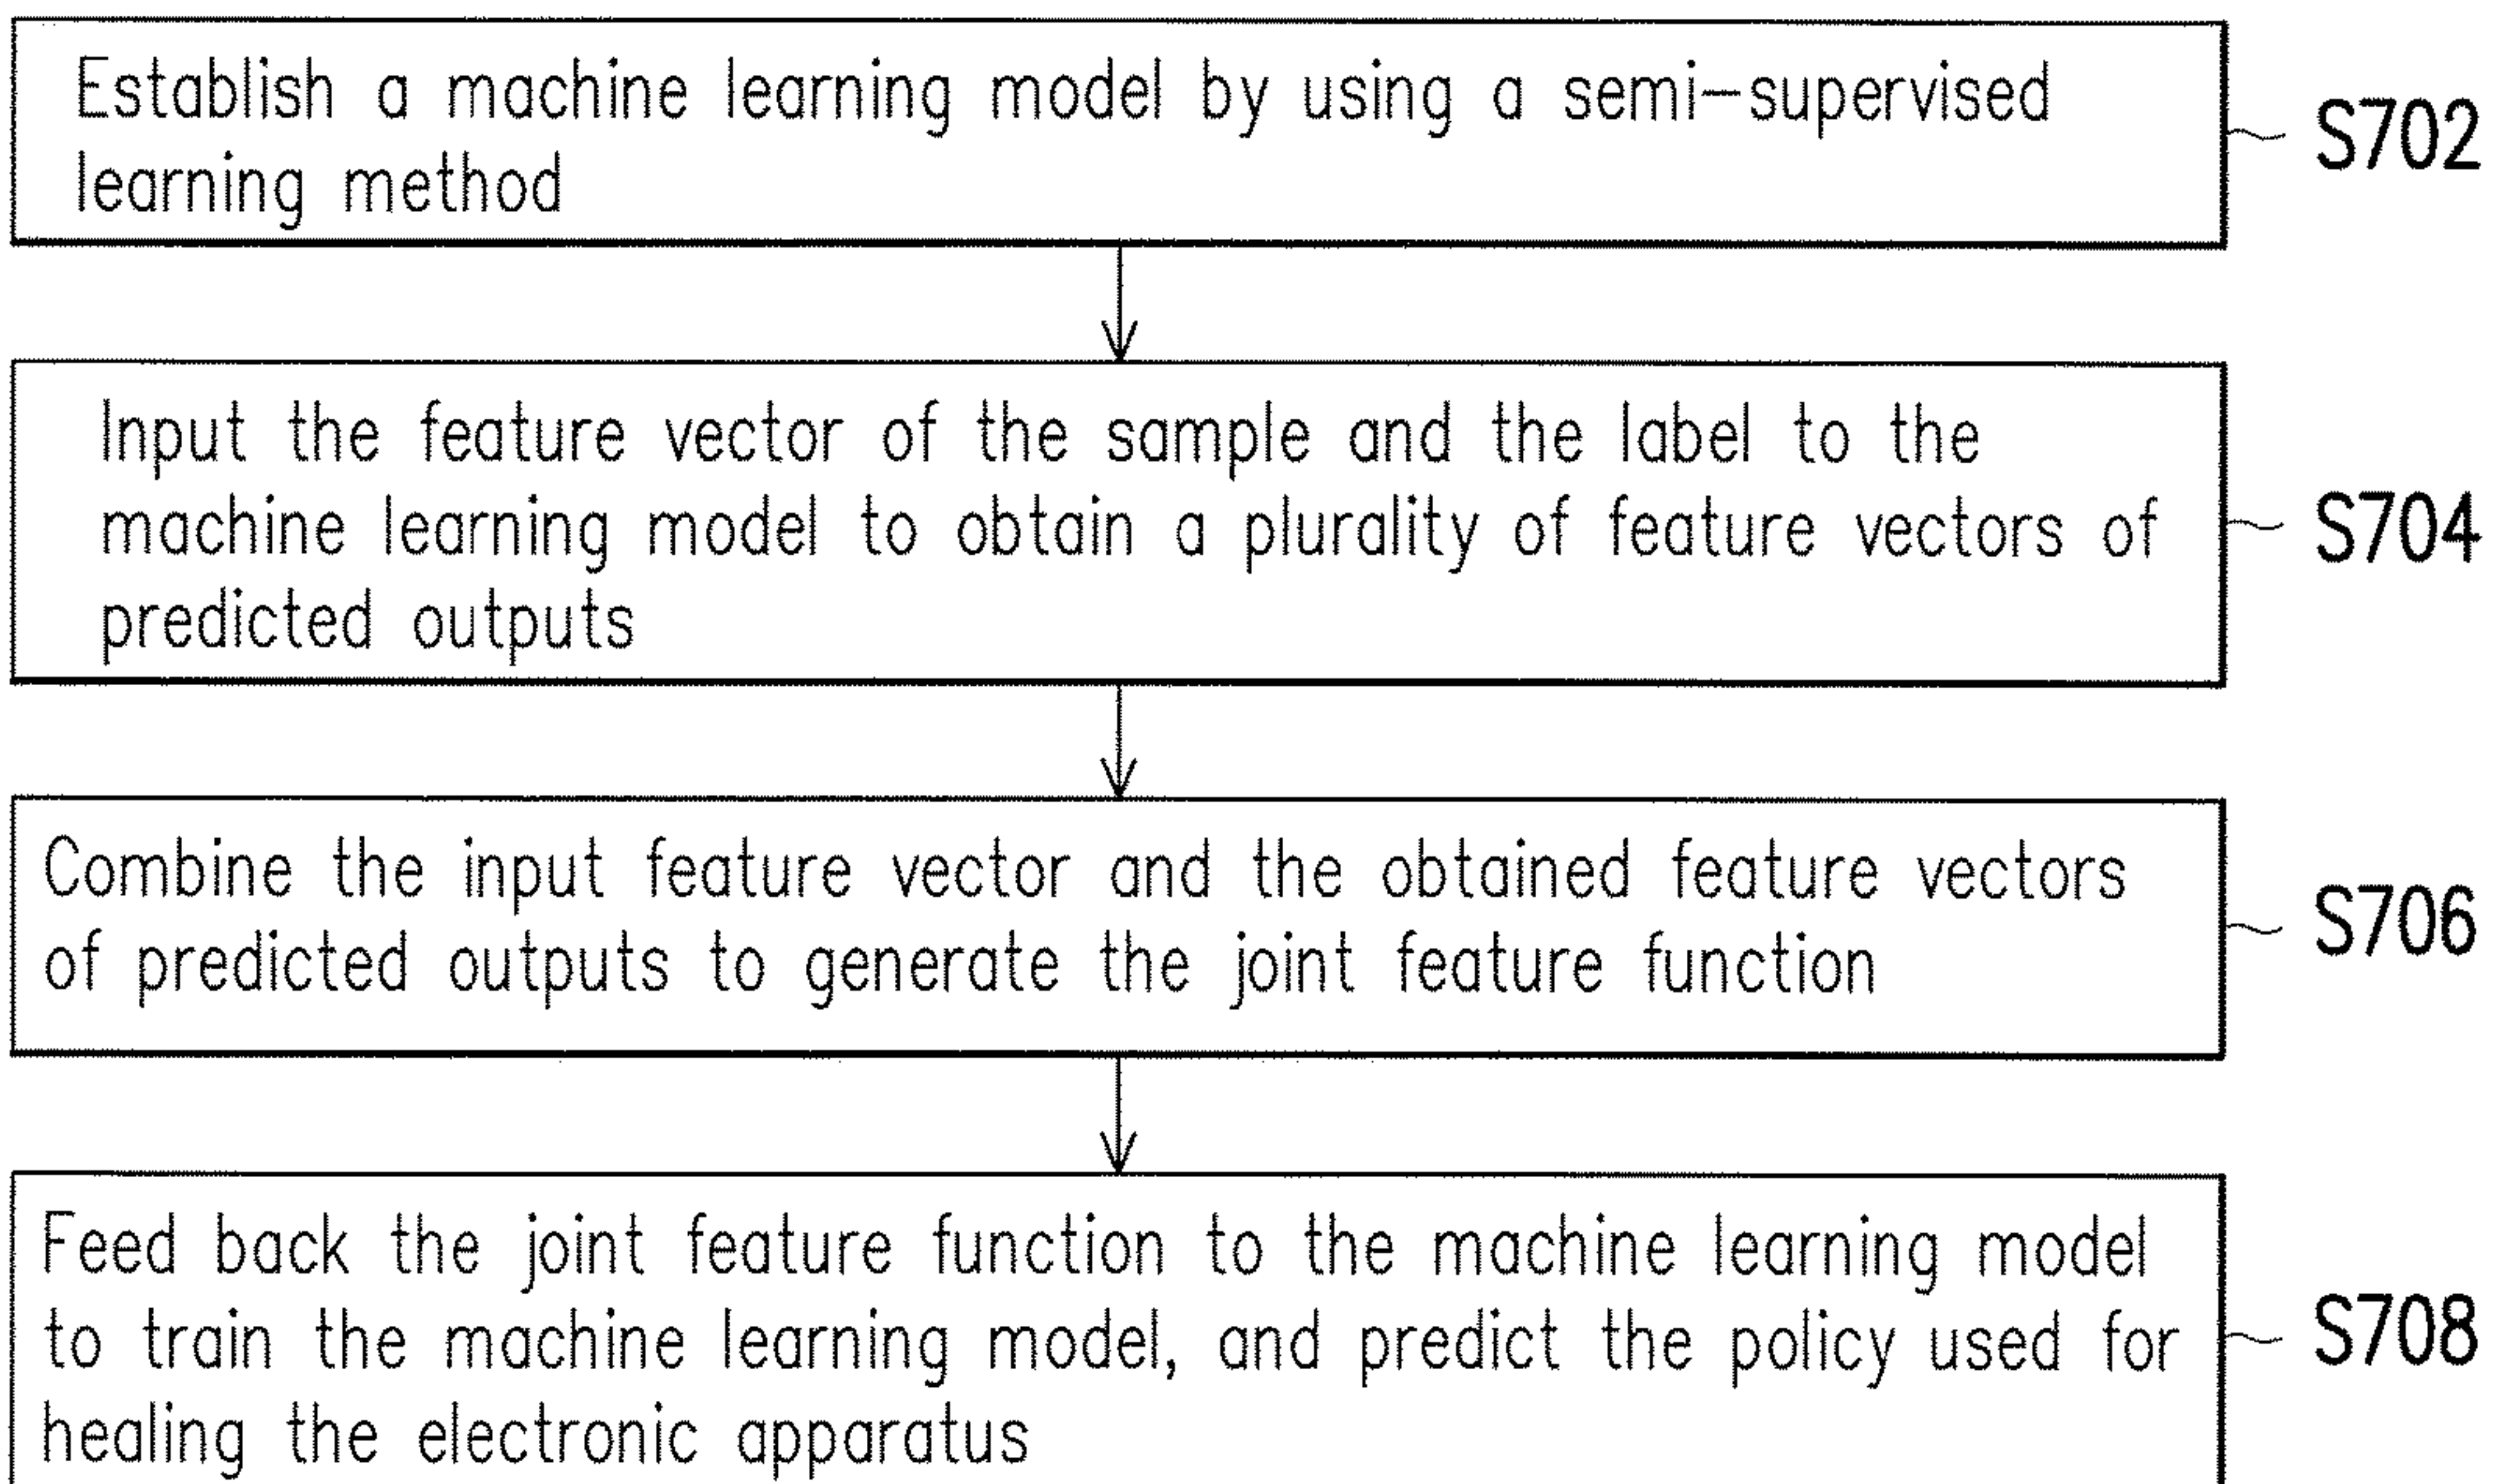 Establish a machine learning model by using a semi-supervised
learning method
S702
Input the feature vector of the sample and the label to the
machine learning model to obtain a plurality of feature vectors of
predicted outputs
S704
Combine the input feature vector and the obtained feature vectors
of predicted outputs to generate the joint feature function
S706
Feed back the joint feature function to the machine learning model
to train the machine learning model, and predict the policy used for
healing the electronic apparatus
S708